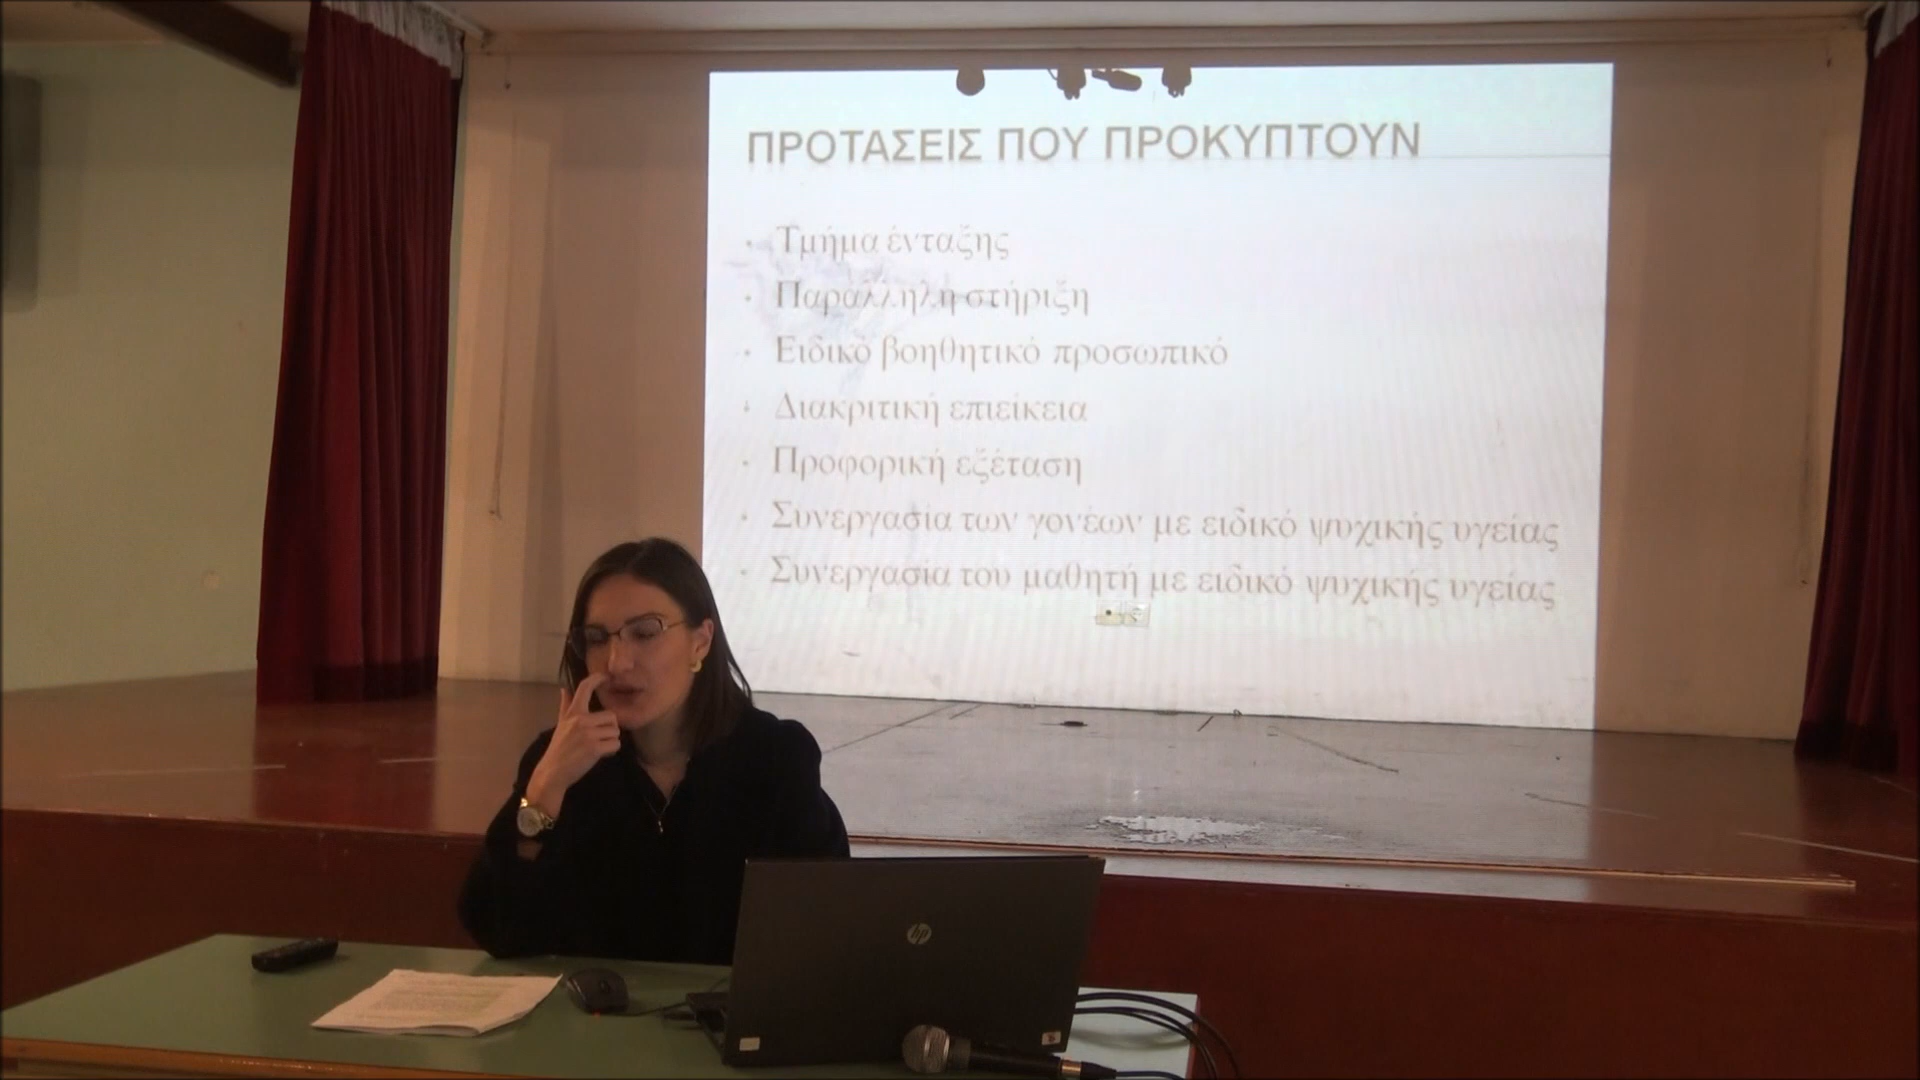 ΠΡΟΤΑΣΕΙΣ ΠΟΥ ΠΡΟΚΥΠΤΟΥΝ
• Τμήμα ένταξης
• Παράλληλη στήριξη
• Ειδικό βοηθητικό προσωπικό
• Διακριτική επιείκεια
• Προφορική εξέταση
• Συνεργασία των γονέων με ειδικό ψυχικής υγείας
• Συνεργασία του μαθητή με ειδικό ψυχικής υγείας
hp